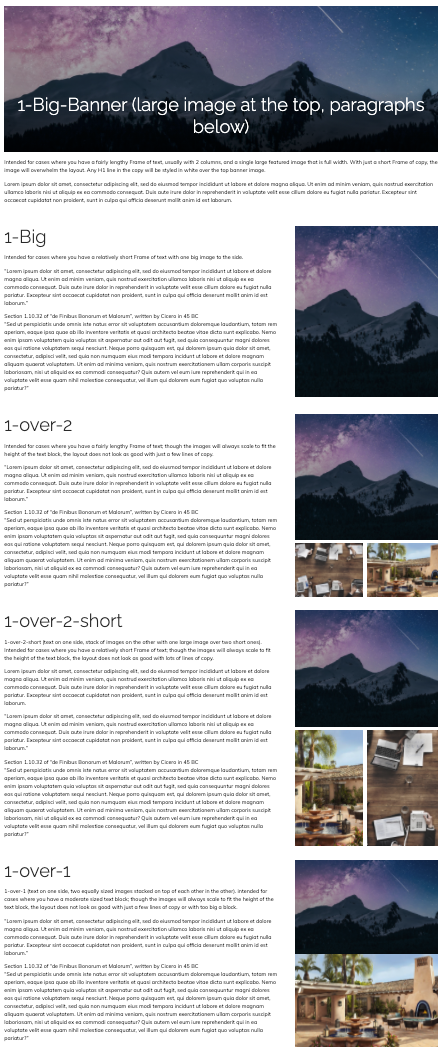 1-Big-Banner (large image at the top, paragraphs
below)
Intended for cases where you have a fairly lengthy Frame of text, usually with 2 columns, and a single large featured image that is full width. With just a short Frame of copy, the
image will overwhelm the layout. Any H1 line in the copy will be styled in white over the top banner image.
Lorem ipsum dolor sit amet, consectetur adipiscing elit, sed do eiusmod tempor incididunt ut labore et dolore magna aliqua. Ut enim ad minim veniam, quis nostrud exercitation
ullamco laboris nisi ut aliquip ex ea commodo consequat. Duis aute irure dolor in reprehenderit in voluptate velit esse cillum dolore eu fugiat nulla pariatur. Excepteur sint
occaecat cupidatat non proident, sunt in culpa qui officia deserunt mollit anim id est laborum.
1-Big
Intended for cases where you have a relatively short Frame of text with one big image to the side.
"Lorem ipsum dolor sit amet, consectetur adipiscing elit, sed do eiusmod tempor incididunt ut labore et dolore
magna aliqua. Ut enim ad minim veniam, quis nostrud exercitation ullamco laboris nisi ut aliquip ex ea
commodo consequat. Duis aute irure dolor in reprehenderit in voluptate velit esse cillum dolore eu fugiat nulla
pariatur. Excepteur sint occaecat cupidatat non proident, sunt in culpa qui officia deserunt mollit anim id est
laborum."
Section 1.10.32 of "de Finibus Bonorum et Malorum", written by Cicero in 45 BC
"Sed ut perspiciatis unde omnis iste natus error sit voluptatem accusantium doloremque laudantium, totam rem
aperiam, eaque ipsa quae ab illo inventore veritatis et quasi architecto beatae vitae dicta sunt explicabo. Nemo
enim ipsam voluptatem quia voluptas sit aspernatur aut odit aut fugit, sed quia consequuntur magni dolores
eos qui ratione voluptatem sequi nesciunt. Neque porro quisquam est, qui dolorem ipsum quia dolor sit amet,
consectetur, adipisci velit, sed quia non numquam eius modi tempora incidunt ut labore et dolore magnam
aliquam quaerat voluptatem. Ut enim ad minima veniam, quis nostrum exercitationem ullam corporis suscipit
laboriosam, nisi ut aliquid ex ea commodi consequatur? Quis autem vel eum iure reprehenderit qui in ea
voluptate velit esse quam nihil molestiae consequatur, vel illum qui dolorem eum fugiat quo voluptas nulla
pariatur?"
1-over-2
Intended for cases where you have a fairly lengthy Frame of text; though the images will always scale to fit the
height of the text block, the layout does not look as good with just a few lines of copy.
"Lorem ipsum dolor sit amet, consectetur adipiscing elit, sed do eiusmod tempor incididunt ut labore et dolore
magna aliqua. Ut enim ad minim veniam, quis nostrud exercitation ullamco laboris nisi ut aliquip ex ea
commodo consequat. Duis aute irure dolor in reprehenderit in voluptate velit esse cillum dolore eu fugiat nulla
pariatur. Excepteur sint occaecat cupidatat non proident, sunt in culpa qui officia deserunt mollit anim id est
laborum."
Section 1.10.32 of "de Finibus Bonorum et Malorum", written by Cicero in 45 BC
"Sed ut perspiciatis unde omnis iste natus error sit voluptatem accusantium doloremque laudantium, totam rem
aperiam, eaque ipsa quae ab illo inventore veritatis et quasi architecto beatae vitae dicta sunt explicabo. Nemo
enim ipsam voluptatem quia voluptas sit aspernatur aut odit aut fugit, sed quia consequuntur magni dolores
eos qui ratione voluptatem sequi nesciunt. Neque porro quisquam est, qui dolorem ipsum quia dolor sit amet,
consectetur, adipisci velit, sed quia non numquam eius modi tempora incidunt ut labore et dolore magnam
aliquam quaerat voluptatem. Ut enim ad minima veniam, quis nostrum exercitationem ullam corporis suscipit
laboriosam, nisi ut aliquid ex ea commodi consequatur? Quis autem vel eum iure reprehenderit qui in ea
voluptate velit esse quam nihil molestiae consequatur, vel illum qui dolorem eum fugiat quo voluptas nulla
pariatur?"
1-over-2-short
1-over-2-short (text on one side, stack of images on the other with one large image over two short ones).
Intended for cases where you have a relatively short Frame of text; though the images will always scale to fit
the height of the text block, the layout does not look as good with lots of lines of copy.
Lorem ipsum dolor sit amet, consectetur adipiscing elit, sed do eiusmod tempor incididunt ut labore et dolore
magna aliqua. Ut enim ad minim veniam, quis nostrud exercitation ullamco laboris nisi ut aliquip ex ea
commodo consequat. Duis aute irure dolor in reprehenderit in voluptate velit esse cillum dolore eu fugiat nulla
pariatur. Excepteur sint occaecat cupidatat non proident, sunt in culpa qui officia deserunt mollit anim id est
laborum.
"Lorem ipsum dolor sit amet, consectetur adipiscing elit, sed do eiusmod tempor incididunt ut labore et dolore
magna aliqua. Ut enim ad minim veniam, quis nostrud exercitation ullamco laboris nisi ut aliquip ex ea
commodo consequat. Duis aute irure dolor in reprehenderit in voluptate velit esse cillum dolore eu fugiat nulla
pariatur. Excepteur sint occaecat cupidatat non proident, sunt in culpa qui officia deserunt mollit anim id est
laborum."
Section 1.10.32 of "de Finibus Bonorum et Malorum", written by Cicero in 45 BC
"Sed ut perspiciatis unde omnis iste natus error sit voluptatem accusantium doloremque laudantium, totam rem
aperiam, eaque ipsa quae ab illo inventore veritatis et quasi architecto beatae vitae dicta sunt explicabo. Nemo
enim ipsam voluptatem quia voluptas sit aspernatur aut odit aut fugit, sed quia consequuntur magni dolores
eos qui ratione voluptatem sequi nesciunt. Neque porro quisquam est, qui dolorem ipsum quia dolor sit amet,
consectetur, adipisci velit, sed quia non numquam eius modi tempora incidunt ut labore et dolore magnam
aliquam quaerat voluptatem. Ut enim ad minima veniam, quis nostrum exercitationem ullam corporis suscipit
laboriosam, nisi ut aliquid ex ea commodi consequatur? Quis autem vel eum iure reprehenderit qui in ea
voluptate velit esse quam nihil molestiae consequatur, vel illum qui dolorem eum fugiat quo voluptas nulla
pariatur?"
1-over-1
1-over-1 (text on one side, two equally sized images stacked on top of each other in the other). Intended for
cases where you have a moderate sized text block; though the images will always scale to fit the height of the
text block, the layout does not look as good with just a few lines of copy or with too big a block.
"Lorem ipsum dolor sit amet, consectetur adipiscing elit, sed do eiusmod tempor incididunt ut labore et dolore
magna aliqua. Ut enim ad minim veniam, quis nostrud exercitation ullamco laboris nisi ut aliquip ex ea
commodo consequat. Duis aute irure dolor in reprehenderit in voluptate velit esse cillum dolore eu fugiat nulla
pariatur. Excepteur sint occaecat cupidatat non proident, sunt in culpa qui officia deserunt mollit anim id est
laborum."
Section 1.10.32 of "de Finibus Bonorum et Malorum", written by Cicero in 45 BC
"Sed ut perspiciatis unde omnis iste natus error sit voluptatem accusantium doloremque laudantium, totam rem
aperiam, eaque ipsa quae ab illo inventore veritatis et quasi architecto beatae vitae dicta sunt explicabo. Nemo
enim ipsam voluptatem quia voluptas sit aspernatur aut odit aut fugit, sed quia consequuntur magni dolores
eos qui ratione voluptatem sequi nesciunt. Neque porro quisquam est, qui dolorem ipsum quia dolor sit amet,
consectetur, adipisci velit, sed quia non numquam eius modi tempora incidunt ut labore et dolore magnam
aliquam quaerat voluptatem. Ut enim ad minima veniam, quis nostrum exercitationem ullam corporis suscipit
laboriosam, nisi ut aliquid ex ea commodi consequatur? Quis autem vel eum iure reprehenderit qui in ea
voluptate velit esse quam nihil molestiae consequatur, vel illum qui dolorem eum fugiat quo voluptas nulla
pariatur?"